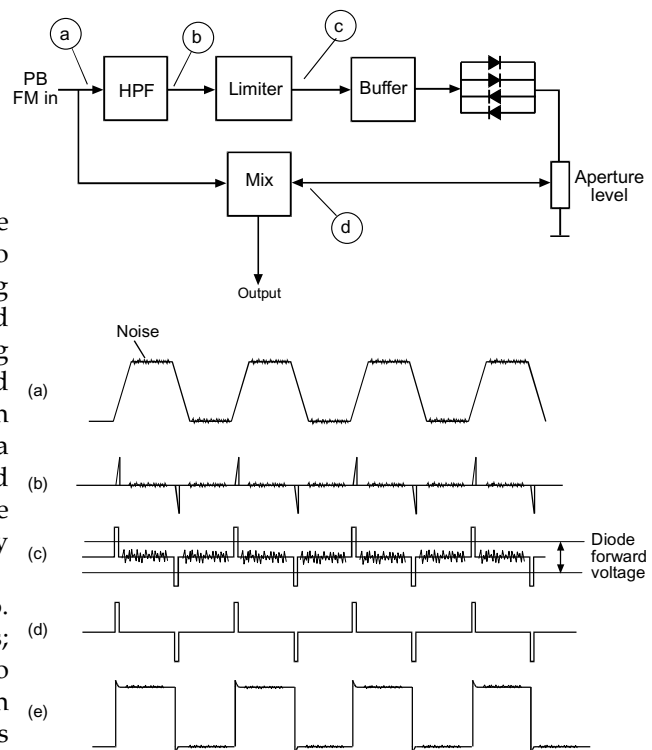 a
b
c
PB
FM in
HPF
Limiter
Buffer
Mix
Aperture
level
d
Output
Noise
(a)
(b)
(c)
Diode
forward
voltage
(d)
(e)